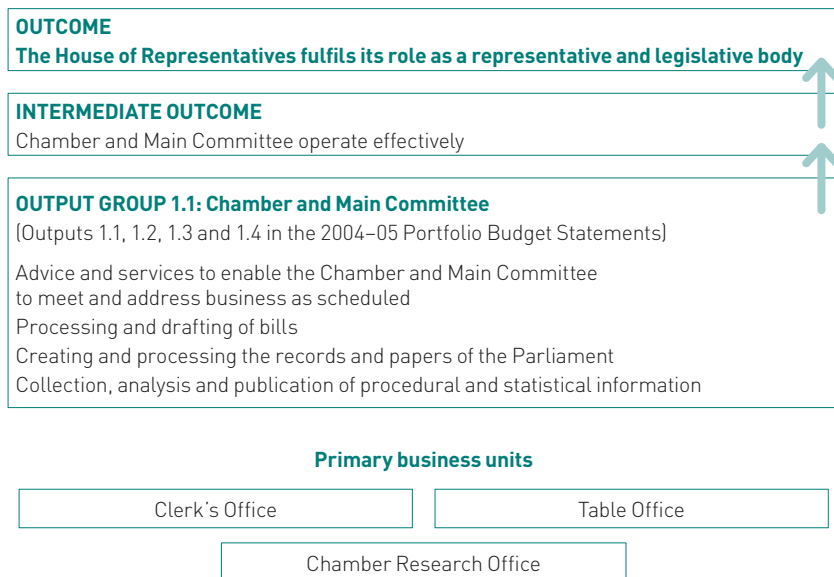 OUTCOME
The House of Representatives fulfils its role as a representative and legislative body
INTERMEDIATE OUTCOME
Chamber and Main Committee operate effectively
OUTPUT GROUP 1.1: Chamber and Main Committee
(Outputs 1.1, 1.2, 1.3 and 1.4 in the 2004–05 Portfolio Budget Statements)
Advice and services to enable the Chamber and Main Committee
to meet and address business as scheduled
Processing and drafting of bills
Creating and processing the records and papers of the Parliament
Collection, analysis and publication of procedural and statistical information
Primary business units
Clerk's Office
Table Office
Chamber Research Office